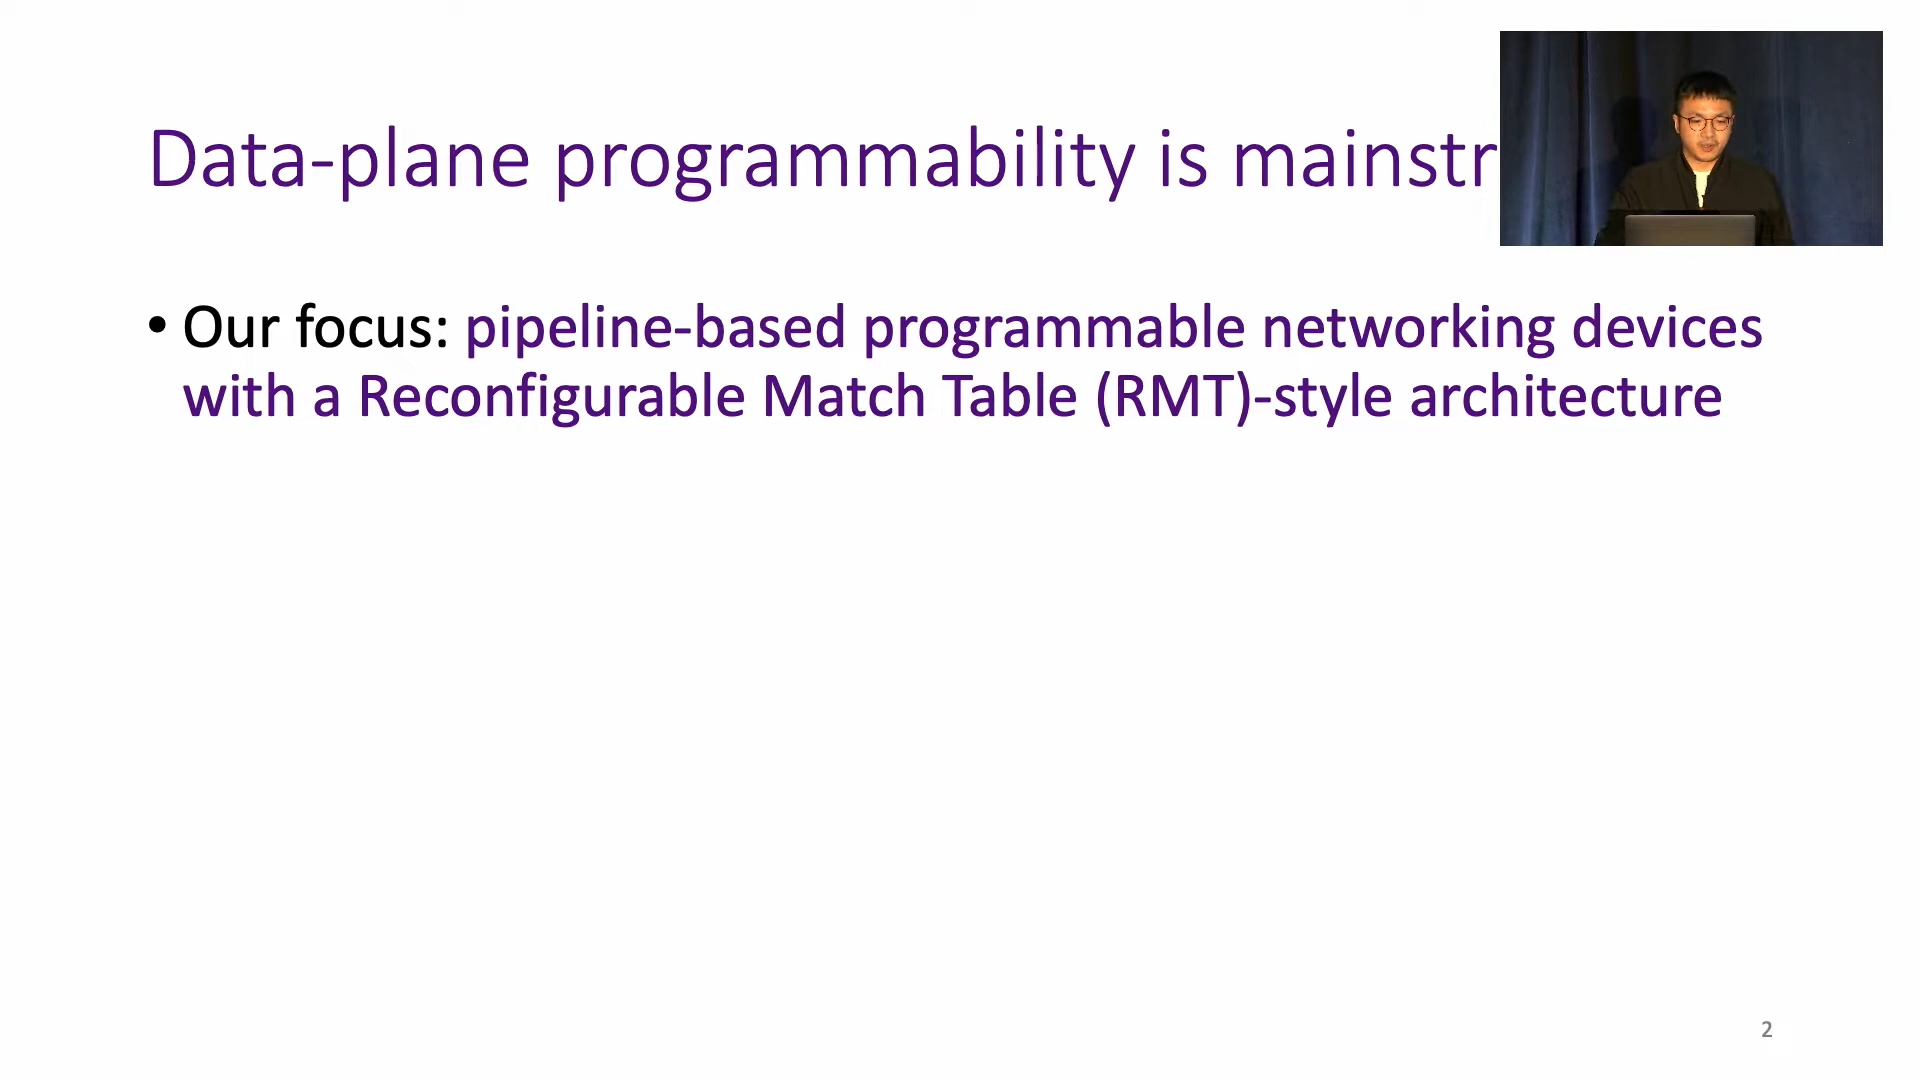 Data-plane programmability is mainstr
• Our focus: pipeline-based programmable networking devices
with a Reconfigurable Match Table (RMT)-style architecture
2